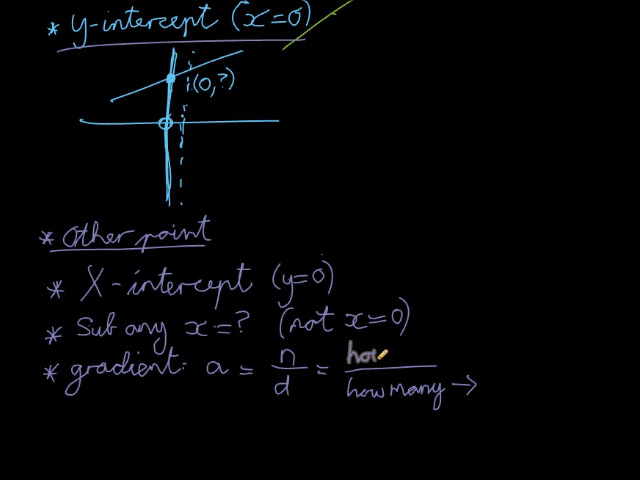 * y-intercept (x=0)
(0,?)
* Other point
* X-intercept (y=0)
* Sub any x=? (not x=0)
* gradient: a = n/d = how/how many →